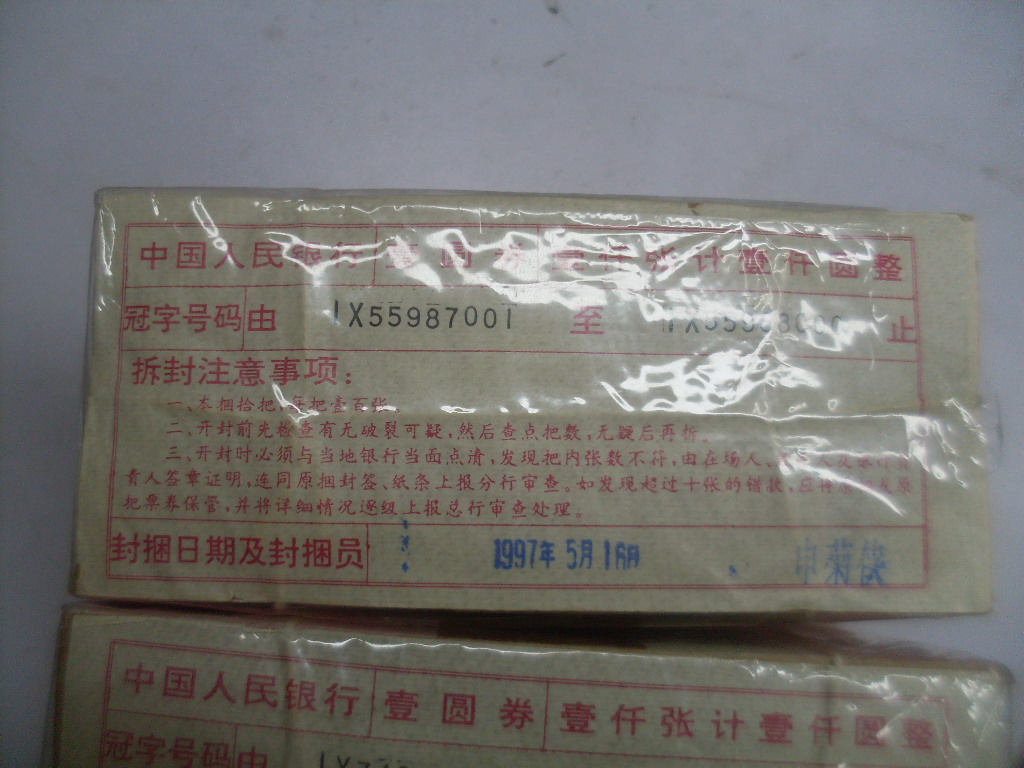 中国人民银行 壹圆券 壹仟张计壹仟圆整
冠字号码由 IX55987001 至 止
拆封注意事项：
一、本捆拾把，每把壹百张。
二、开封前先检查有无破裂可疑，然后查点把数，无疑后再拆。
三、开封时必须与当地银行当面点清，发现把内张数不符，由在场人、
责人签章证明，连同原捆封签、纸条上报分行审查。如发现超过十张的错款，应将原
把票券保管，并将详细情况逐级上报总行审查处理。
封捆日期及封捆员 1997年5月16日 申菊侠
中国人民银行 壹圆券 壹仟张计壹仟圆整
冠字号码由 IX